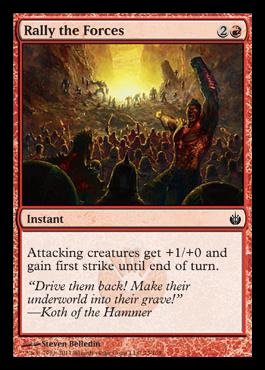 Rally the Forces 2
Instant
Attacking creatures get +1/+0 and
gain first strike until end of turn.
“Drive them back! Make their
underworld into their grave!”
—Koth of the Hammer
Steven Belledin